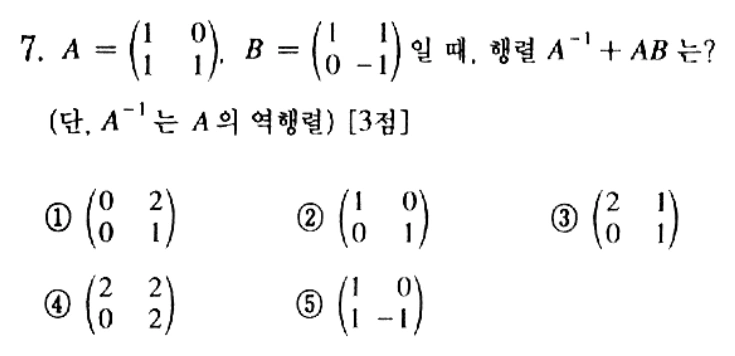 7. A = (1 0
1 1), B = (1 1
0 -1) 일 때, 행렬 A⁻¹ + AB 는?
(단, A⁻¹ 는 A 의 역행렬) [3점]
① (0 2
0 1) ② (1 0
0 1) ③ (2 1
0 1)
④ (2 2
0 2) ⑤ (1 0
1 -1)